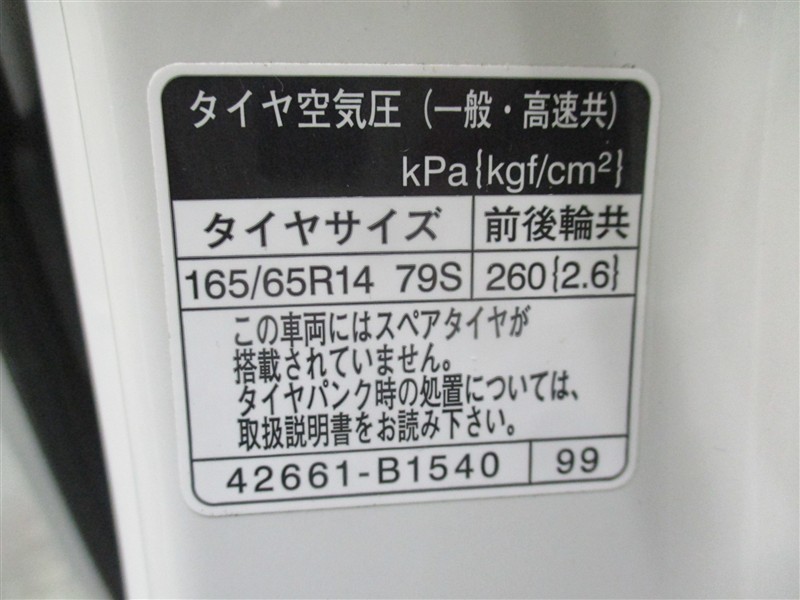 タイヤ空気圧（一般・高速共）
kPa{kgf/cm²}
タイヤサイズ 前後輪共
165/65R14 79S 260{2.6}
この車両にはスペアタイヤが
搭載されていません。
タイヤパンク時の処置については、
取扱説明書をお読み下さい。
42661-B1540 99